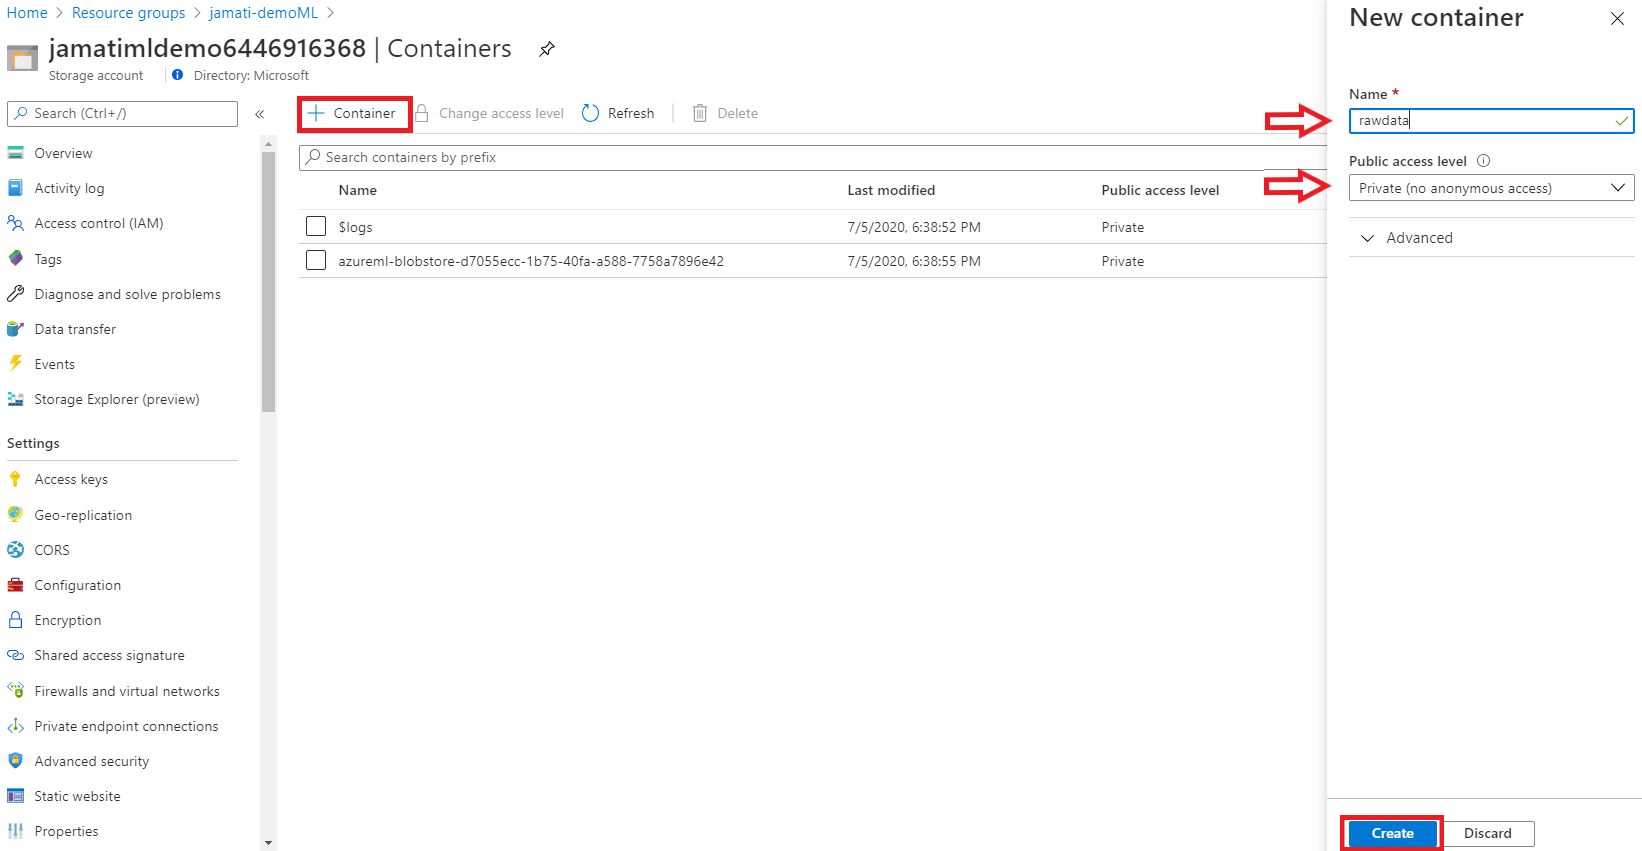 Home > Resource groups > jamati-demoML >
jamatimldemo6446916368 | Containers
Storage account
Directory: Microsoft
Search (Ctrl+/)
«
Overview
Activity log
Access control (IAM)
Tags
Diagnose and solve problems
Data transfer
Events
Storage Explorer (preview)
Settings
Access keys
Geo-replication
CORS
Configuration
Encryption
Shared access signature
Firewalls and virtual networks
Private endpoint connections
Advanced security
Static website
Properties
+ Container
Change access level
Refresh
Delete
Search containers by prefix
Name Last modified Public access level
$logs 7/5/2020, 6:38:52 PM Private
azureml-blobstore-d7055ecc-1b75-40fa-a588-7758a7896e42 7/5/2020, 6:38:55 PM Private
New container
Name *
rawdata
Public access level
Private (no anonymous access)
Advanced
Create
Discard